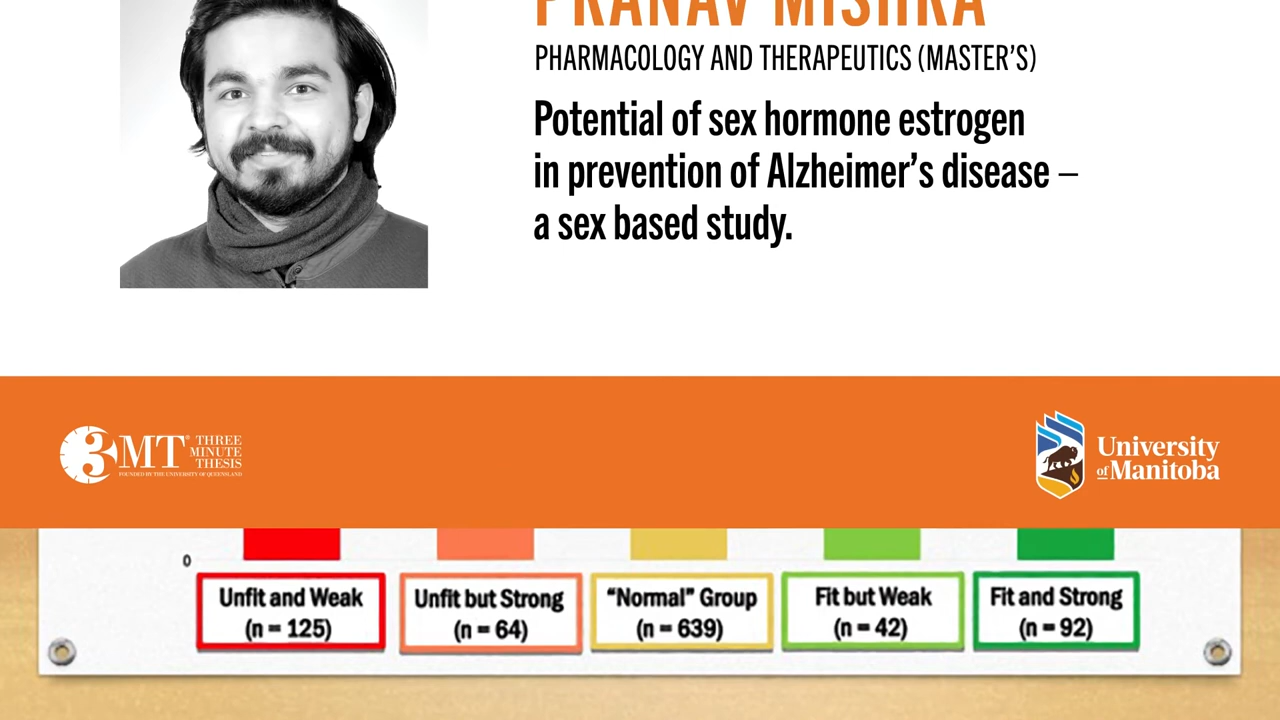 PRANAV MISHRA
PHARMACOLOGY AND THERAPEUTICS (MASTER'S)
Potential of sex hormone estrogen
in prevention of Alzheimer's disease –
a sex based study.
3MT® THREE
MINUTE
THESIS
FOUNDED BY THE UNIVERSITY OF QUEENSLAND
University
of Manitoba
0
Unfit and Weak
(n = 125)
Unfit but Strong
(n = 64)
“Normal” Group
(n = 639)
Fit but Weak
(n = 42)
Fit and Strong
(n = 92)